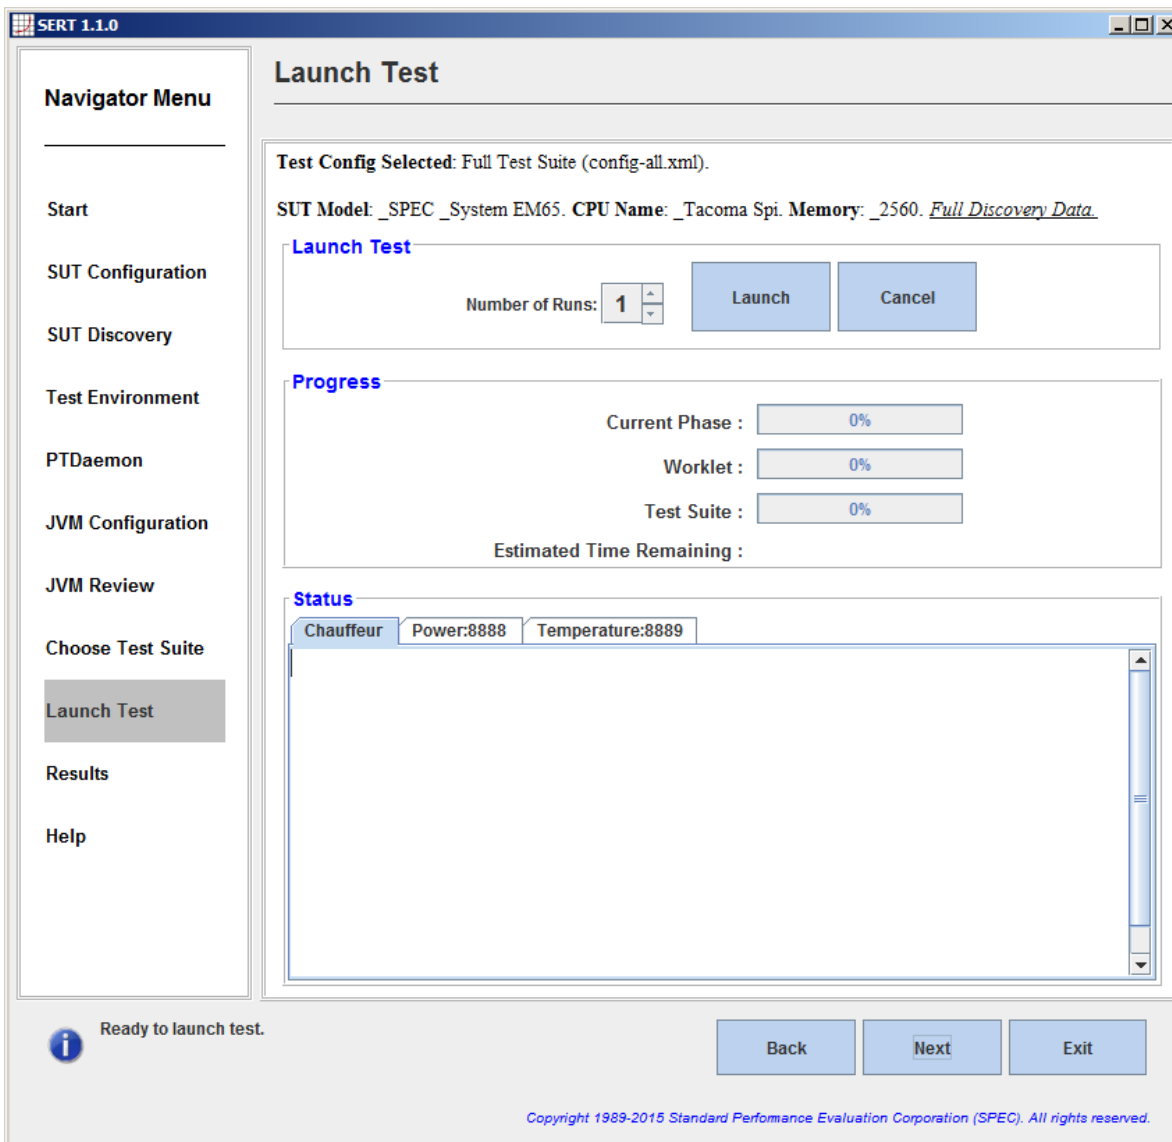 SERT 1.1.0
Navigator Menu
Start
SUT Configuration
SUT Discovery
Test Environment
PTDaemon
JVM Configuration
JVM Review
Choose Test Suite
Launch Test
Results
Help
Launch Test
Test Config Selected: Full Test Suite (config-all.xml).
SUT Model: _SPEC _System EM65. CPU Name: _Tacoma Spi. Memory: _2560. Full Discovery Data.
Launch Test
Number of Runs: 1 Launch Cancel
Progress
Current Phase : 0%
Worklet : 0%
Test Suite : 0%
Estimated Time Remaining :
Status
Chauffeur Power:8888 Temperature:8889
Ready to launch test.
Back Next Exit
Copyright 1989-2015 Standard Performance Evaluation Corporation (SPEC). All rights reserved.